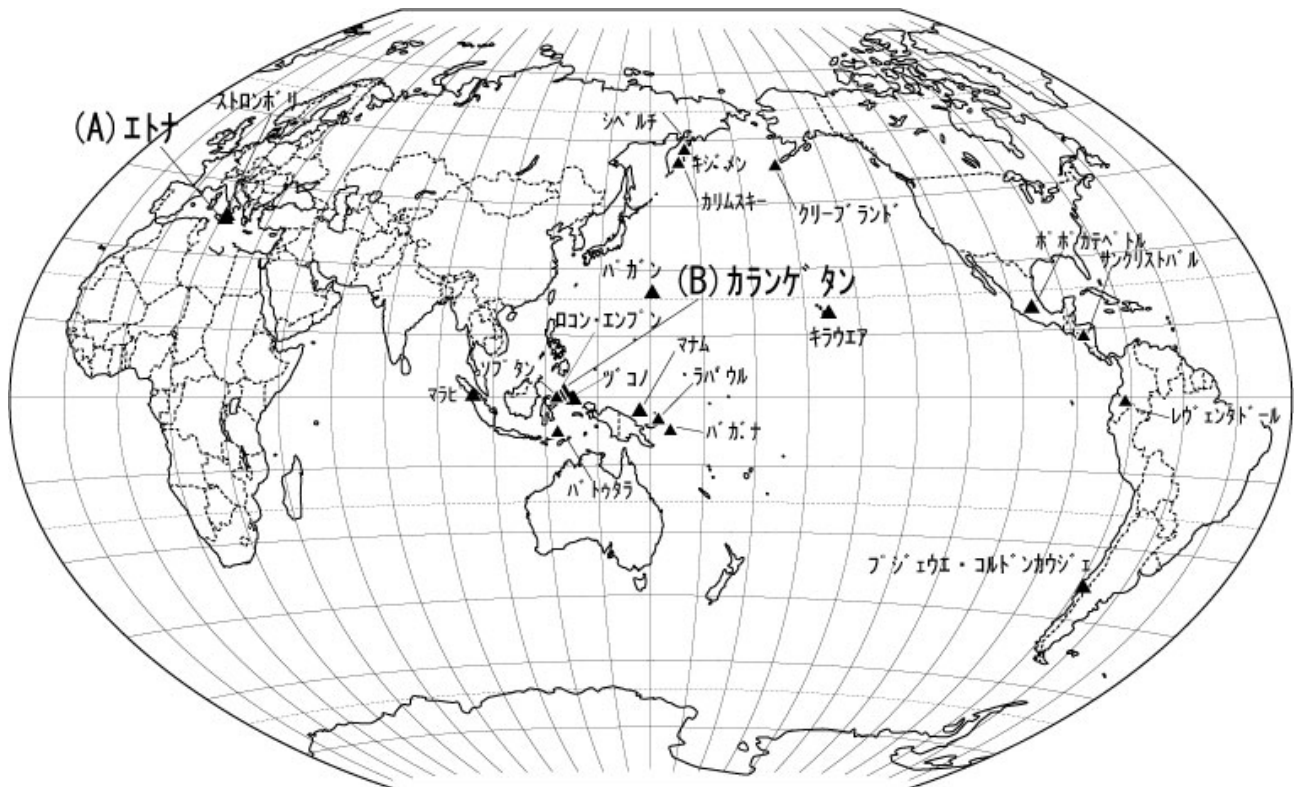 ストロンボリ
(A) エトナ
シベルチ
キジメン
カリムスキー
クリーブランド
ポポカテペトル
サンクリストバル
パガン
(B) カランゲタン
ロコン・エンプン
キラウエア
マナム
ソプタン
ヅコノ
・ラバウル
マラピ
バガナ
レヴェンタドール
バトゥタラ
プジェウエ・コルドンカウジェ